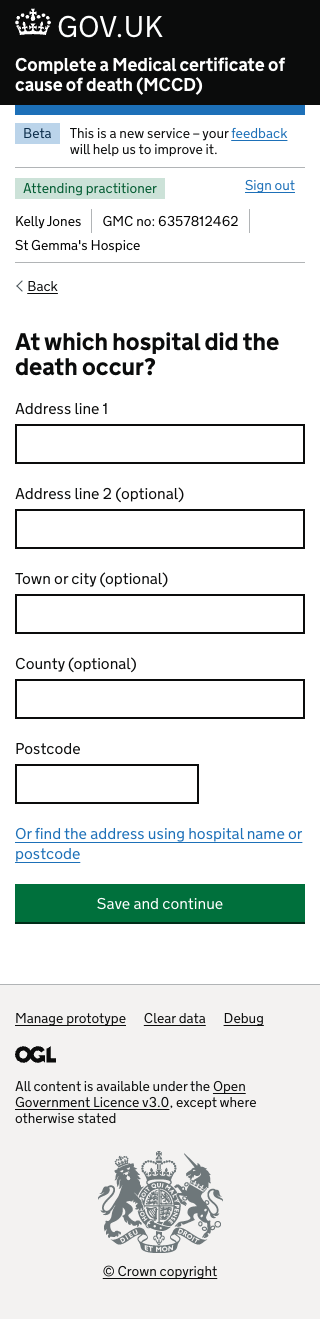 GOV.UK
Complete a Medical certificate of
cause of death (MCCD)
Beta
This is a new service – your feedback
will help us to improve it.
Attending practitioner
Sign out
Kelly Jones
GMC no: 6357812462
St Gemma's Hospice
Back
At which hospital did the
death occur?
Address line 1
Address line 2 (optional)
Town or city (optional)
County (optional)
Postcode
Or find the address using hospital name or
postcode
Save and continue
Manage prototype
Clear data
Debug
OGL
All content is available under the Open
Government Licence v3.0, except where
otherwise stated
DIEU
ET MON
DROIT
© Crown copyright